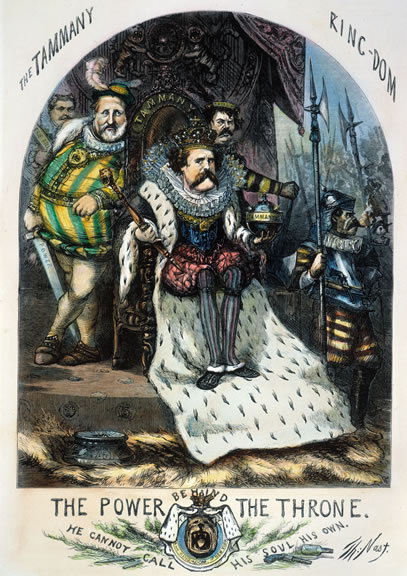 THE TAMMANY RING-DOM
TAMMANY
TAMMANY
THE POWER BEHIND THE THRONE.
HE CANNOT CALL HIS SOUL HIS OWN.
Th. Nast.